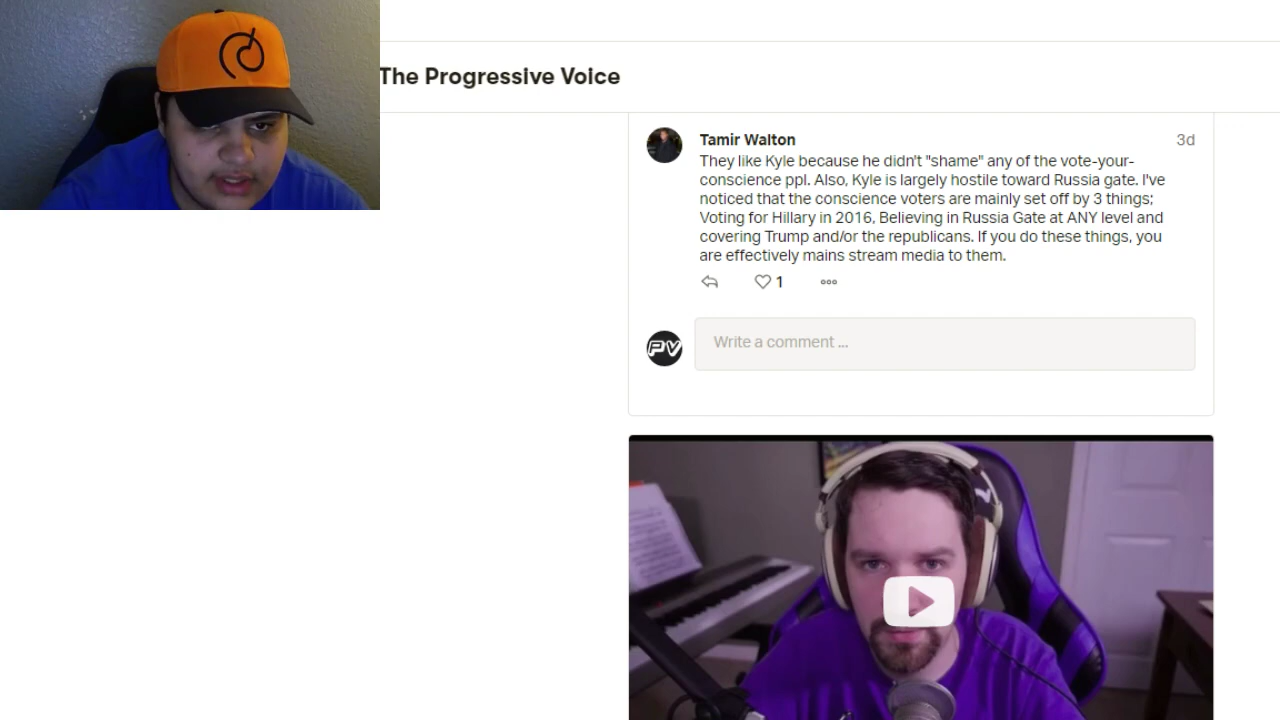 The Progressive Voice
Tamir Walton
3d
They like Kyle because he didn't "shame" any of the vote-your-
conscience ppl. Also, Kyle is largely hostile toward Russia gate. I've
noticed that the conscience voters are mainly set off by 3 things;
Voting for Hillary in 2016, Believing in Russia Gate at ANY level and
covering Trump and/or the republicans. If you do these things, you
are effectively mains stream media to them.
1
PV
Write a comment ...